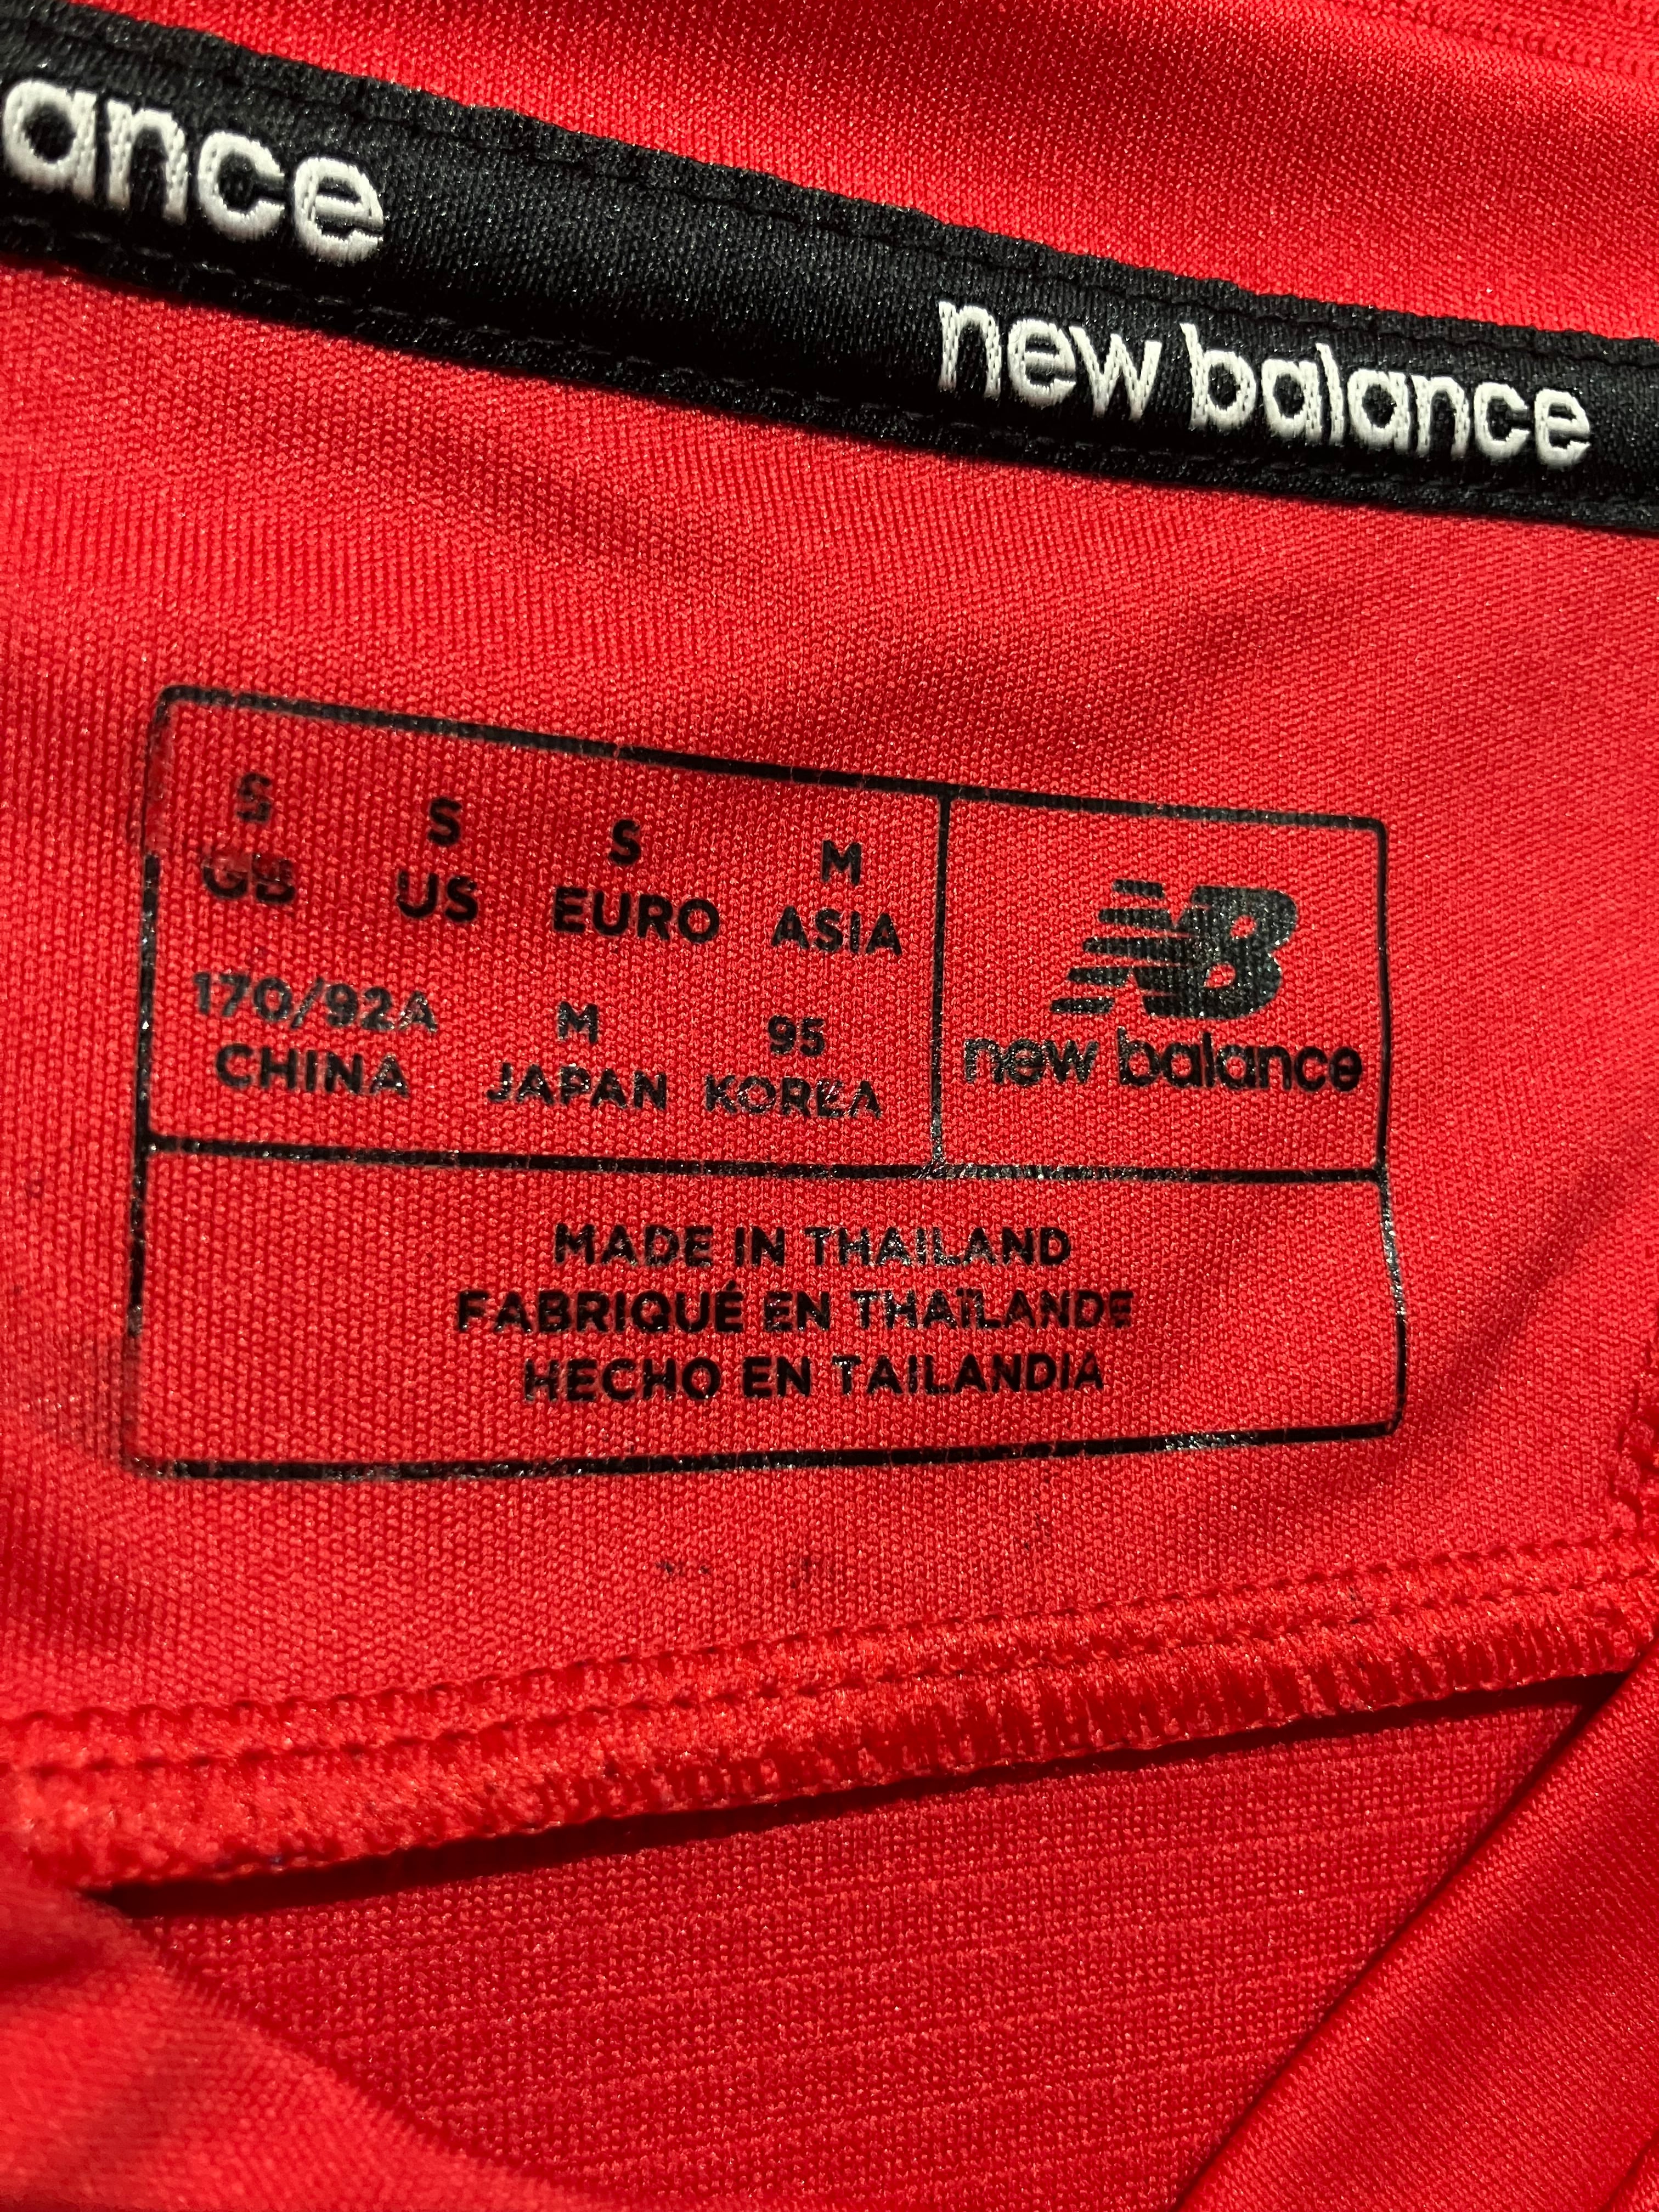 ance
new balance
S S S M
GB US EURO ASIA
170/92A M 95
CHINA JAPAN KOREA
NB
new balance
MADE IN THAILAND
FABRIQUÉ EN THAÏLANDE
HECHO EN TAILANDIA